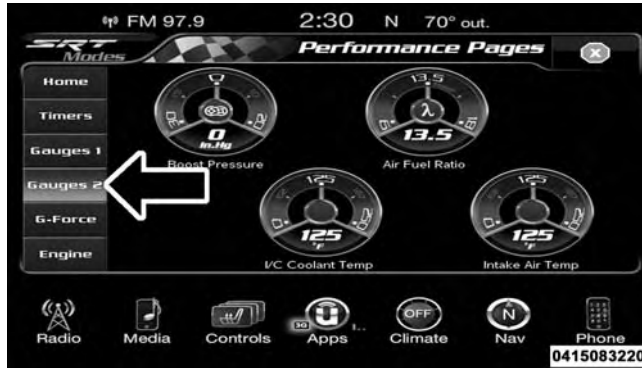 FM 97.9 2:30 N 70° out.
SRT Modes Performance Pages
Home
Timers
Gauges 1
Gauges 2
G-Force
Engine
0
In.Hg
Boost Pressure
13.5
λ
13.5
Air Fuel Ratio
125
125
°F
I/C Coolant Temp
125
125
°F
Intake Air Temp
Radio Media Controls 3G Apps OFF Climate N Nav Phone
0415083220